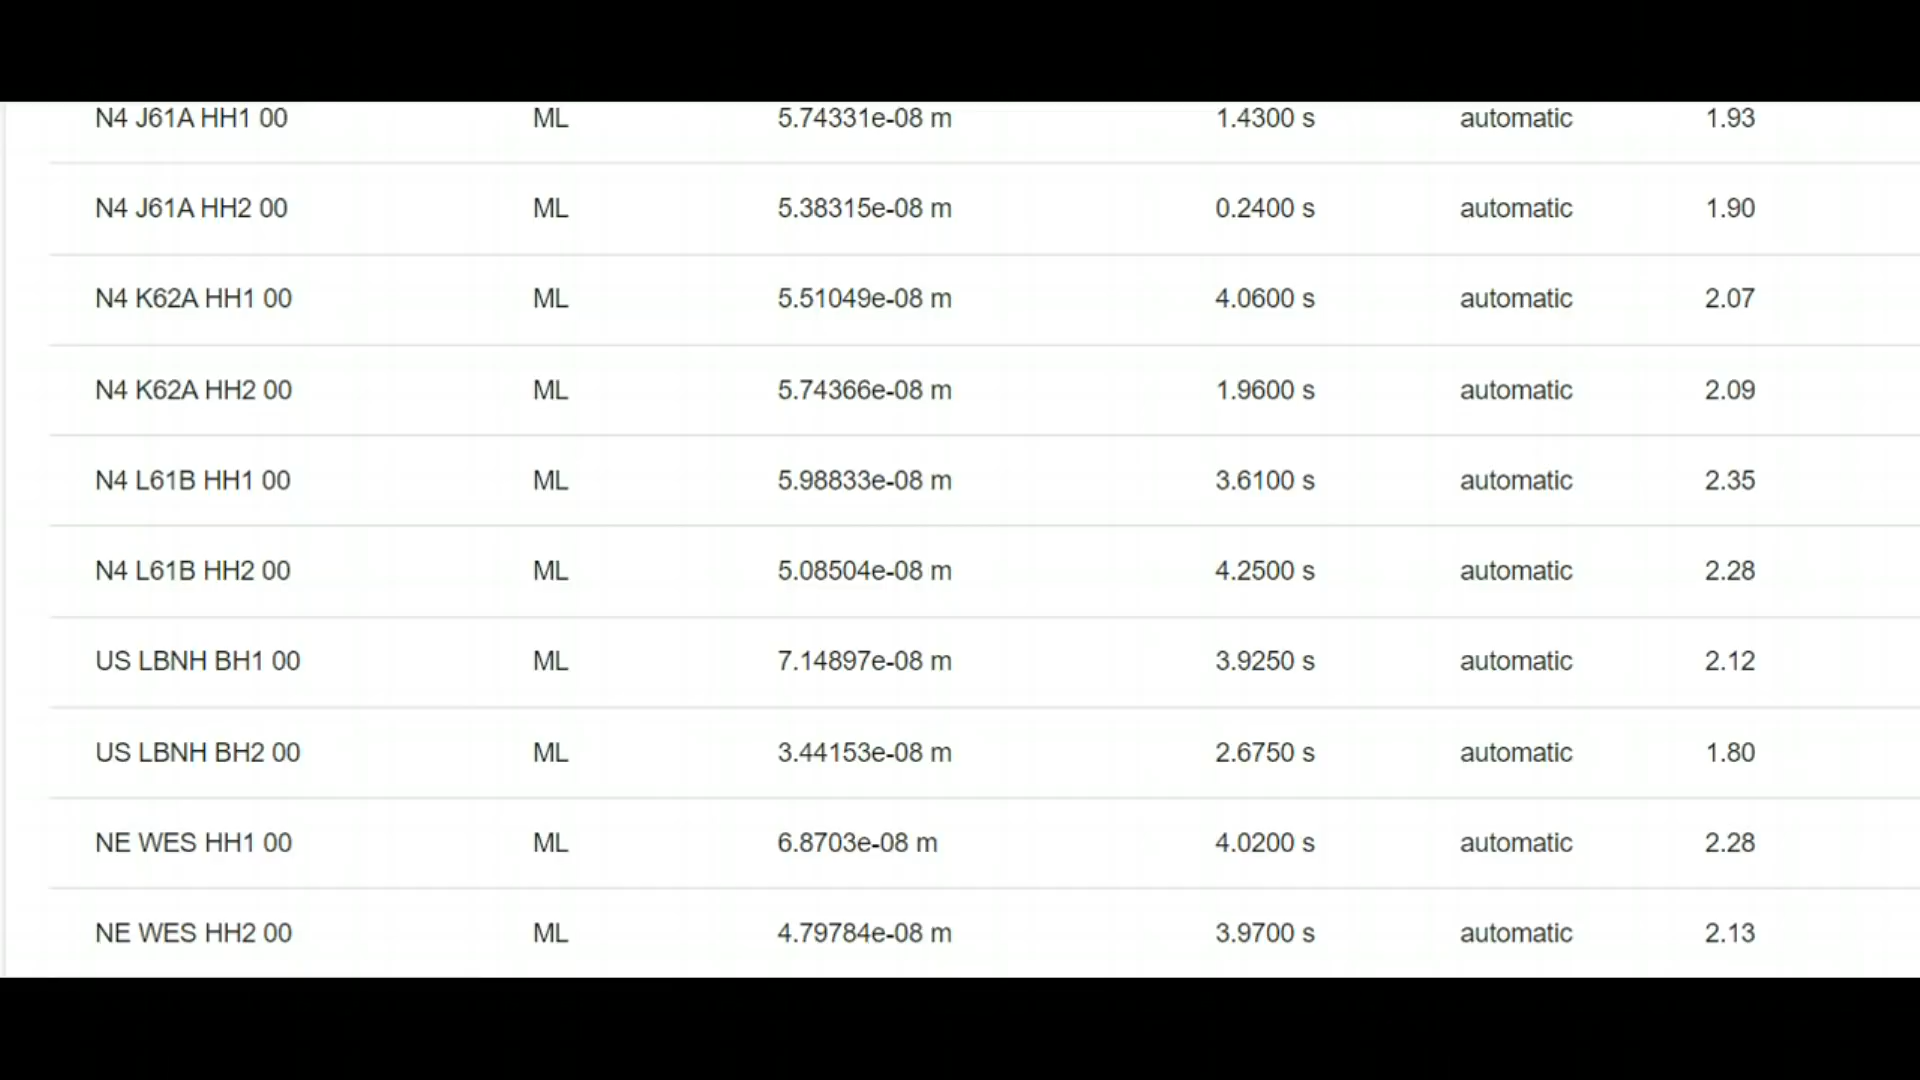 N4 J61A HH1 00 ML 5.74331e-08 m 1.4300 s automatic 1.93
N4 J61A HH2 00 ML 5.38315e-08 m 0.2400 s automatic 1.90
N4 K62A HH1 00 ML 5.51049e-08 m 4.0600 s automatic 2.07
N4 K62A HH2 00 ML 5.74366e-08 m 1.9600 s automatic 2.09
N4 L61B HH1 00 ML 5.98833e-08 m 3.6100 s automatic 2.35
N4 L61B HH2 00 ML 5.08504e-08 m 4.2500 s automatic 2.28
US LBNH BH1 00 ML 7.14897e-08 m 3.9250 s automatic 2.12
US LBNH BH2 00 ML 3.44153e-08 m 2.6750 s automatic 1.80
NE WES HH1 00 ML 6.8703e-08 m 4.0200 s automatic 2.28
NE WES HH2 00 ML 4.79784e-08 m 3.9700 s automatic 2.13